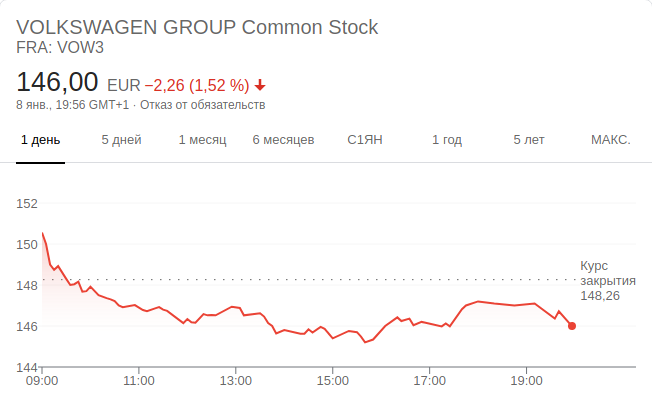 VOLKSWAGEN GROUP Common Stock
FRA: VOW3
146,00 EUR −2,26 (1,52 %)
8 янв., 19:56 GMT+1 · Отказ от обязательств
1 день 5 дней 1 месяц 6 месяцев С1ЯН 1 год 5 лет МАКС.
152
150
148
146
144
Курс
закрытия
148,26
09:00 11:00 13:00 15:00 17:00 19:00